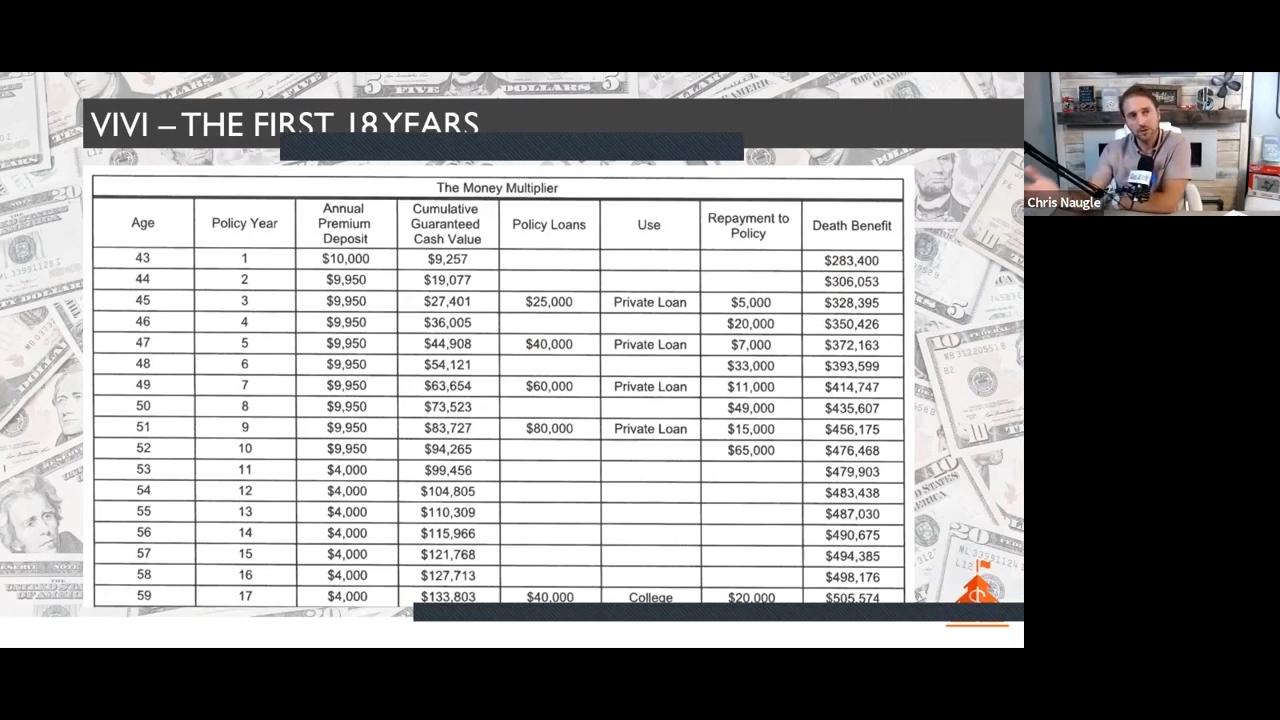 VIVI – THE FIRST 18 YEARS
The Money Multiplier
Age Policy Year Annual Premium Deposit Cumulative Guaranteed Cash Value Policy Loans Use Repayment to Policy Death Benefit
43 1 $10,000 $9,257 $283,400
44 2 $9,950 $19,077 $306,053
45 3 $9,950 $27,401 $25,000 Private Loan $5,000 $328,395
46 4 $9,950 $36,005 $20,000 $350,426
47 5 $9,950 $44,908 $40,000 Private Loan $7,000 $372,163
48 6 $9,950 $54,121 $33,000 $393,599
49 7 $9,950 $63,654 $60,000 Private Loan $11,000 $414,747
50 8 $9,950 $73,523 $49,000 $435,607
51 9 $9,950 $83,727 $80,000 Private Loan $15,000 $456,175
52 10 $9,950 $94,265 $65,000 $476,468
53 11 $4,000 $99,456 $479,903
54 12 $4,000 $104,805 $483,438
55 13 $4,000 $110,309 $487,030
56 14 $4,000 $115,966 $490,675
57 15 $4,000 $121,768 $494,385
58 16 $4,000 $127,713 $498,176
59 17 $4,000 $133,803 $40,000 College $20,000 $505,574
Chris Naugle
FIVE DOLLARS